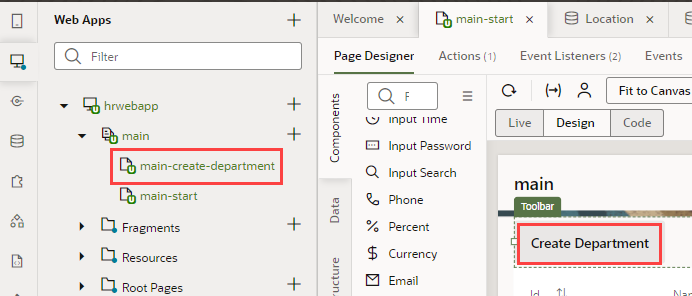 Web Apps
Filter
hrwebapp
main
main-create-department
main-start
Fragments
Resources
Root Pages
Welcome
main-start
Location
Page Designer
Actions (1)
Event Listeners (2)
Events
Components
Data
F
Input Time
Input Password
Input Search
Phone
Percent
Currency
Email
Fit to Canvas
Live
Design
Code
main
Toolbar
Create Department
Id